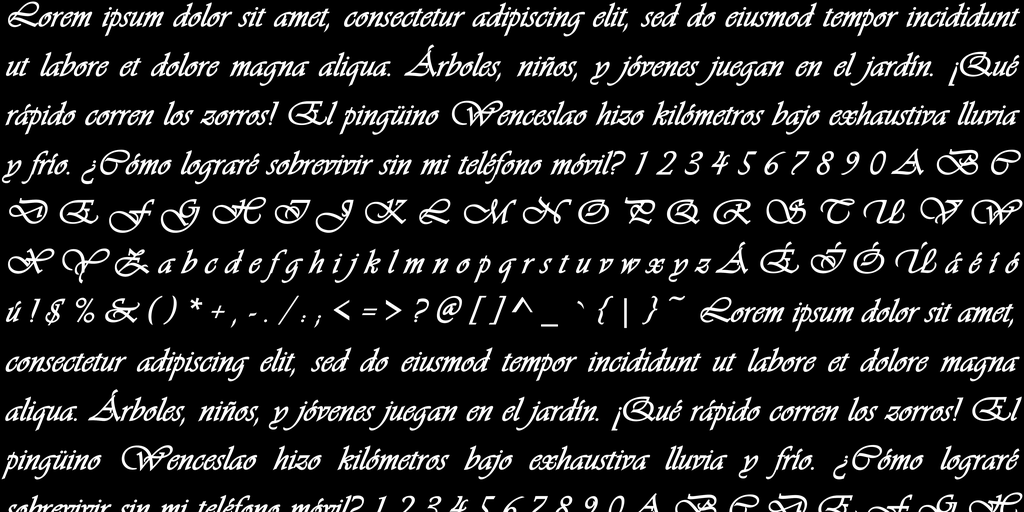 Lorem ipsum dolor sit amet, consectetur adipiscing elit, sed do eiusmod tempor incididunt
ut labore et dolore magna aliqua. Árboles, niños, y jóvenes juegan en el jardín. ¡Qué
rápido corren los zorros! El pingüino Wenceslao hizo kilómetros bajo exhaustiva lluvia
y frío. ¿Cómo lograré sobrevivir sin mi teléfono móvil? 1 2 3 4 5 6 7 8 9 0 A B C
D E F G H I J K L M N O P Q R S T U V W
X Y Z a b c d e f g h i j k l m n o p q r s t u v w x y z Á É Í Ó Ú á é í ó
ú ! $ % & ( ) * + , - . / : ; < = > ? @ [ ] ^ _ ` { | } ~ Lorem ipsum dolor sit amet,
consectetur adipiscing elit, sed do eiusmod tempor incididunt ut labore et dolore magna
aliqua. Árboles, niños, y jóvenes juegan en el jardín. ¡Qué rápido corren los zorros! El
pingüino Wenceslao hizo kilómetros bajo exhaustiva lluvia y frío. ¿Cómo lograré
sobrevivir sin mi teléfono móvil? 1 2 3 4 5 6 7 8 9 0 A B C D E F G H